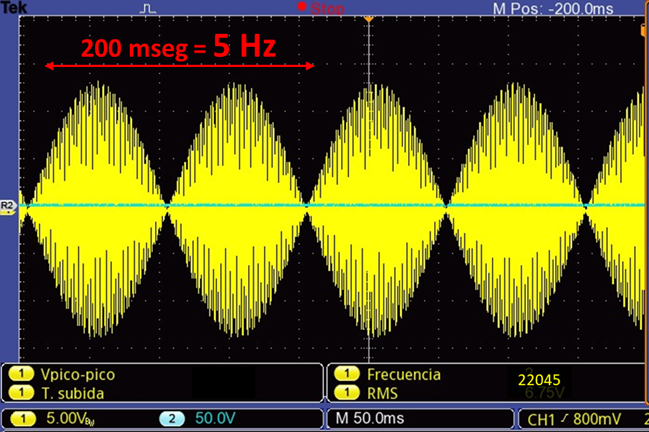 Tek Stop M Pos: -200.0ms
200 mseg = 5 Hz
R2
1 Vpico-pico 1 Frecuencia
22045
1 T. subida 1 RMS 6.75V
1 5.00V 2 50.0V M 50.0ms CH1 800mV